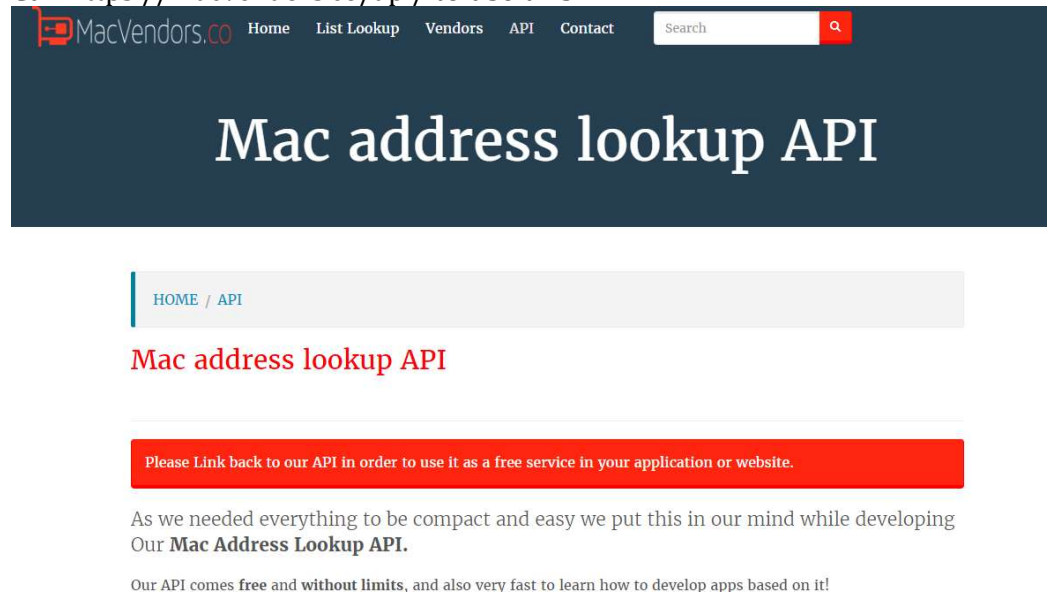 MacVendors.co Home List Lookup Vendors API Contact Search
Mac address lookup API
HOME / API
Mac address lookup API
Please Link back to our API in order to use it as a free service in your application or website.
As we needed everything to be compact and easy we put this in our mind while developing
Our Mac Address Lookup API.
Our API comes free and without limits, and also very fast to learn how to develop apps based on it!